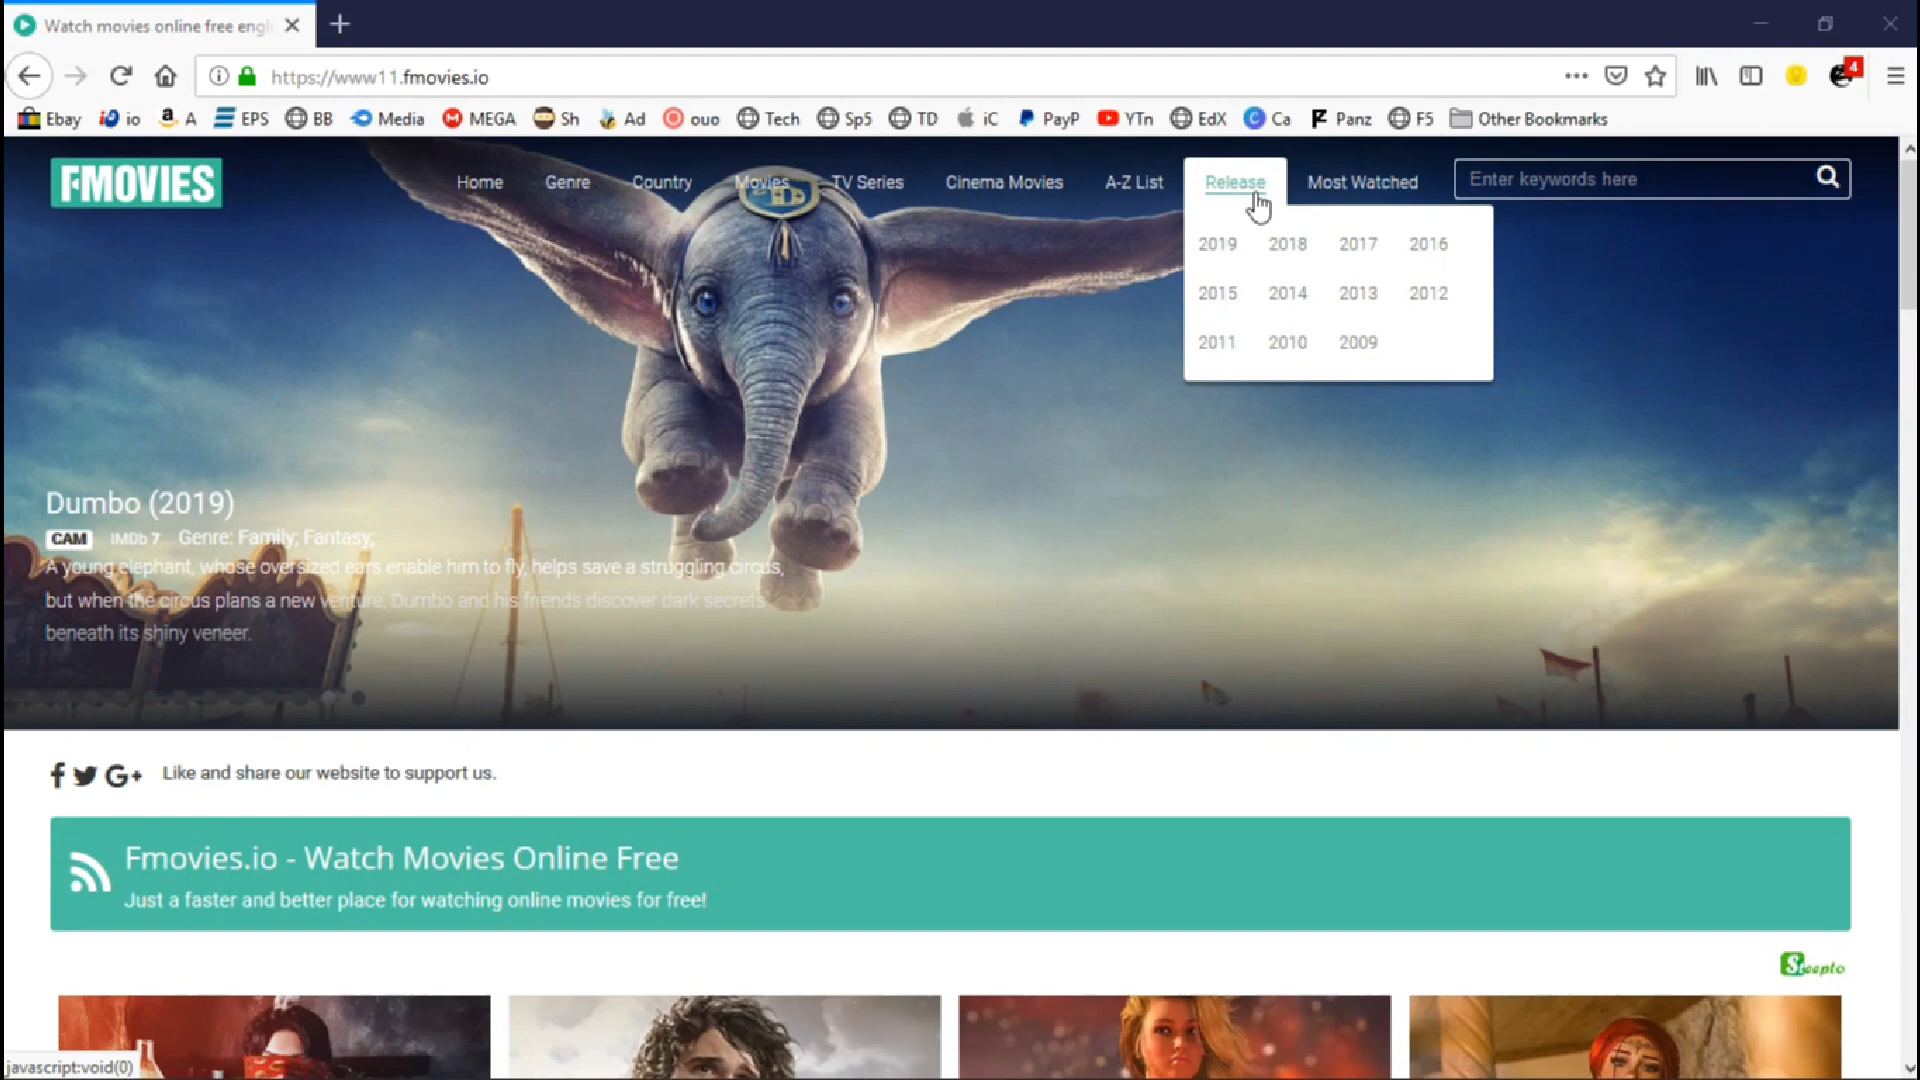 Watch movies online free engl
https://www11.fmovies.io
4
Ebay io A EPS BB Media MEGA Sh Ad ouo Tech Sp5 TD iC PayP YTn EdX Ca Panz F5 Other Bookmarks
FMOVIES
Home Genre Country Movies TV Series Cinema Movies A-Z List Release Most Watched Enter keywords here
2019 2018 2017 2016
2015 2014 2013 2012
2011 2010 2009
Dumbo (2019)
CAM IMDb 7 Genre: Family; Fantasy;
A young elephant, whose oversized ears enable him to fly, helps save a struggling circus,
but when the circus plans a new venture, Dumbo and his friends discover dark secrets
beneath its shiny veneer.
Like and share our website to support us.
Fmovies.io - Watch Movies Online Free
Just a faster and better place for watching online movies for free!
javascript:void(0)